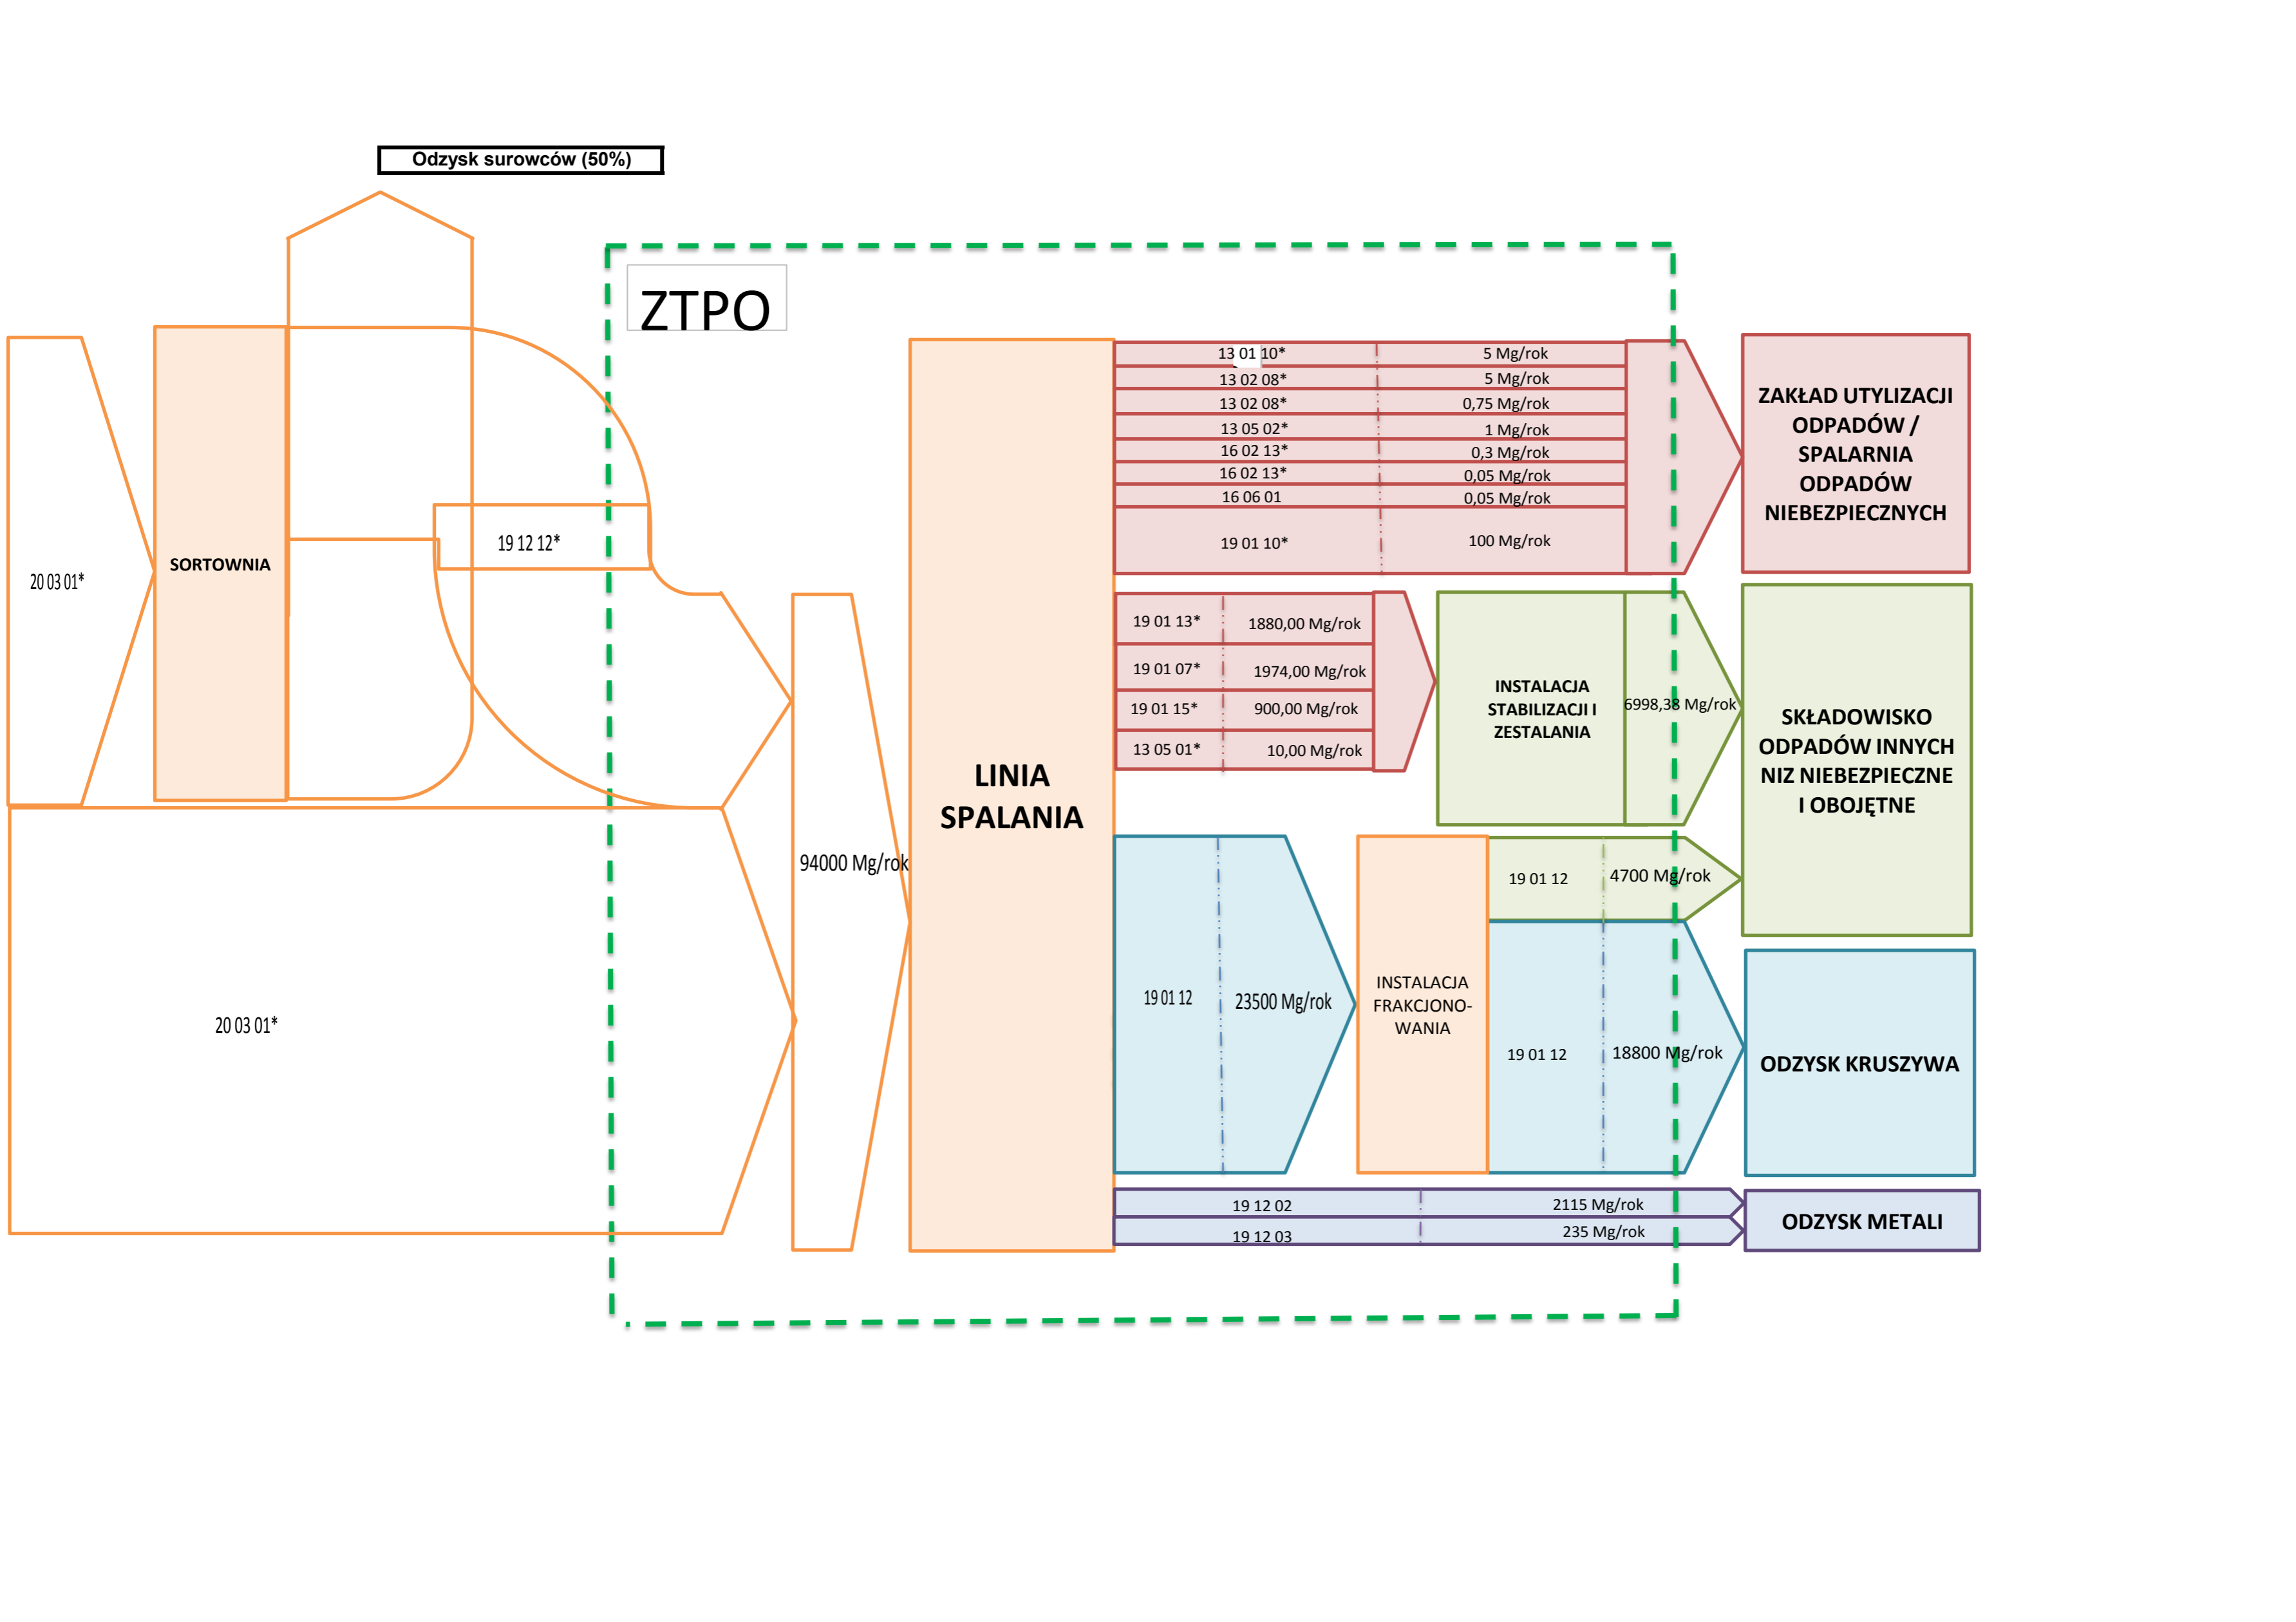 Odzysk surowców (50%)
ZTPO
20 03 01*
SORTOWNIA
19 12 12*
20 03 01*
94000 Mg/rok
LINIA
SPALANIA
13 01 10* 5 Mg/rok
13 02 08* 5 Mg/rok
13 02 08* 0,75 Mg/rok
13 05 02* 1 Mg/rok
16 02 13* 0,3 Mg/rok
16 02 13* 0,05 Mg/rok
16 06 01 0,05 Mg/rok
19 01 10* 100 Mg/rok
ZAKŁAD UTYLIZACJI
ODPADÓW /
SPALARNIA
ODPADÓW
NIEBEZPIECZNYCH
19 01 13* 1880,00 Mg/rok
19 01 07* 1974,00 Mg/rok
19 01 15* 900,00 Mg/rok
13 05 01* 10,00 Mg/rok
INSTALACJA
STABILIZACJI I
ZESTALANIA
6998,38 Mg/rok
SKŁADOWISKO
ODPADÓW INNYCH
NIZ NIEBEZPIECZNE
I OBOJĘTNE
19 01 12 23500 Mg/rok
INSTALACJA
FRAKCJONO-
WANIA
19 01 12 4700 Mg/rok
19 01 12 18800 Mg/rok
ODZYSK KRUSZYWA
19 12 02 2115 Mg/rok
19 12 03 235 Mg/rok
ODZYSK METALI